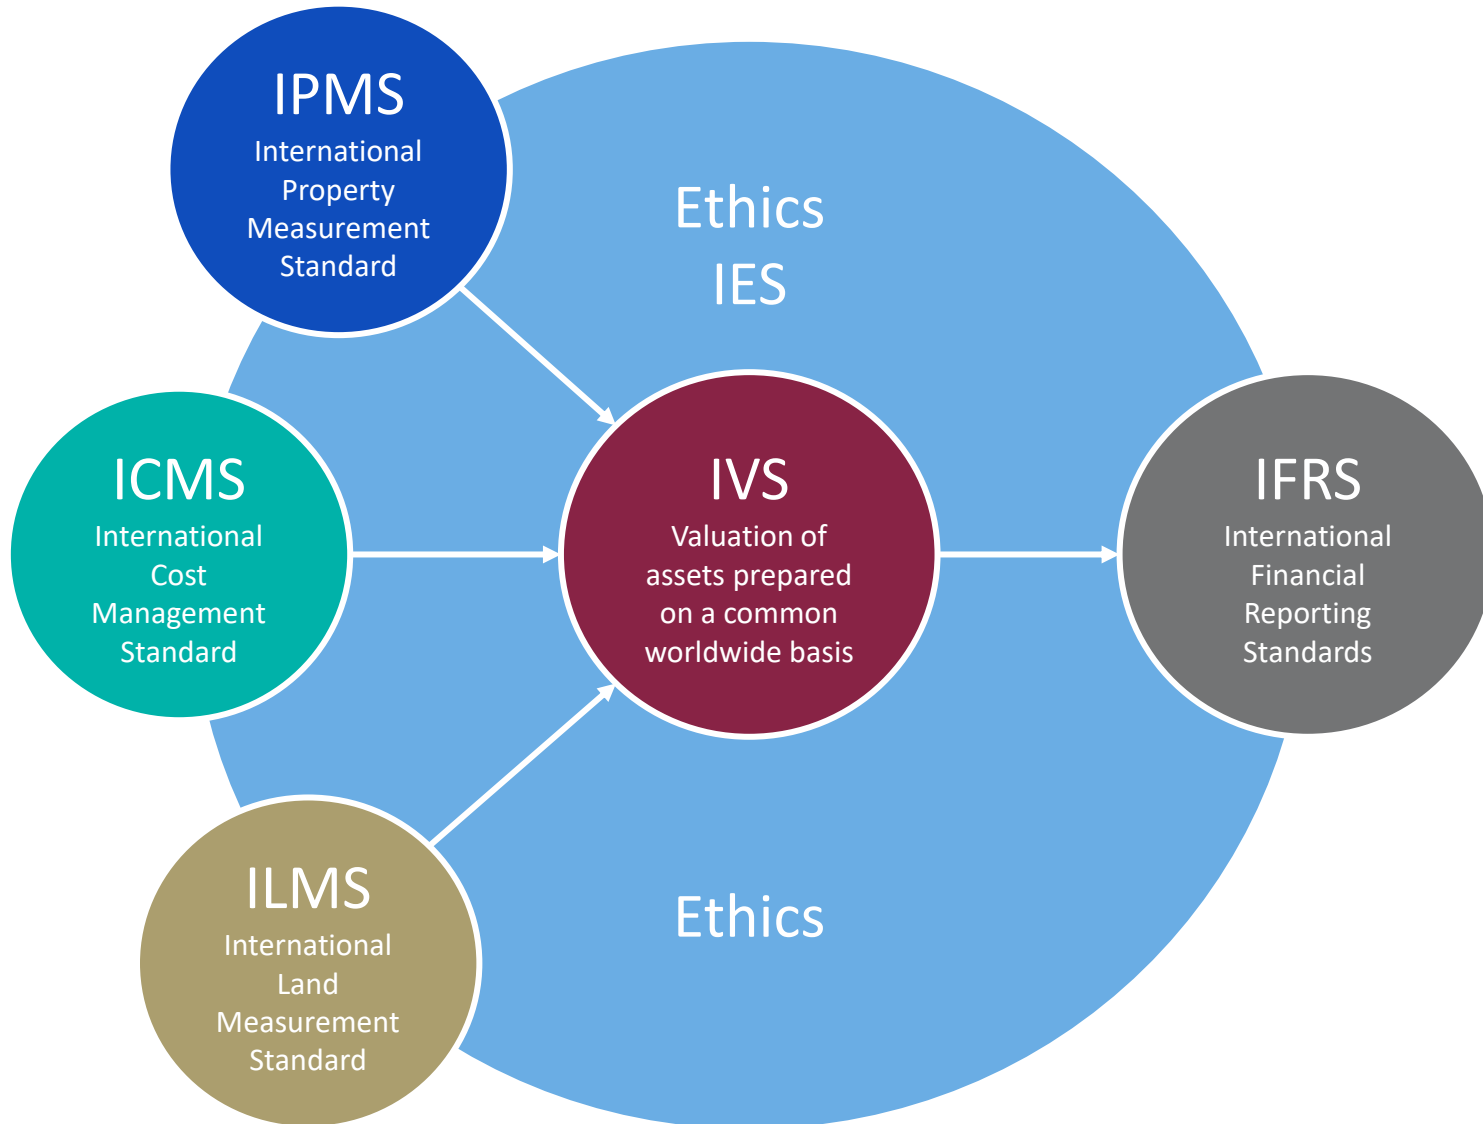 IPMS
International
Property
Measurement
Standard
Ethics
IES
ICMS
International
Cost
Management
Standard
IVS
Valuation of
assets prepared
on a common
worldwide basis
IFRS
International
Financial
Reporting
Standards
ILMS
International
Land
Measurement
Standard
Ethics